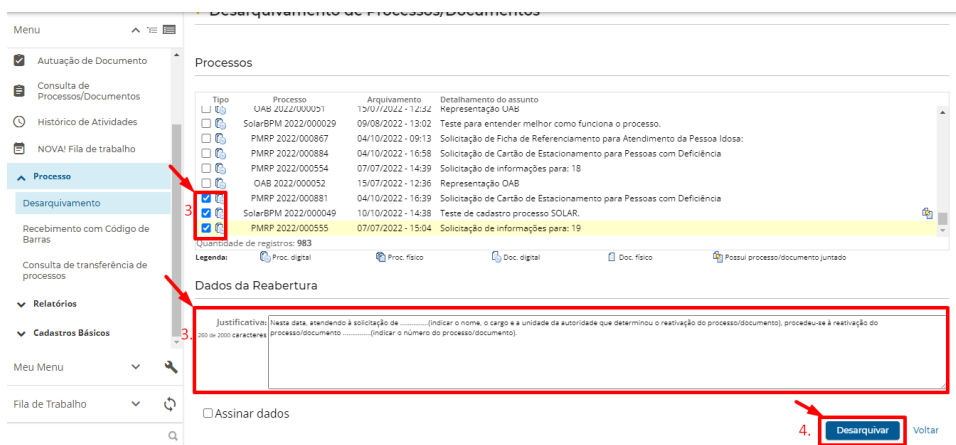 Desarquivamento de Processos/Documentos
Menu
Autuação de Documento
Consulta de
Processos/Documentos
Histórico de Atividades
NOVA! Fila de trabalho
Processo
Desarquivamento
Recebimento com Código de
Barras
Consulta de transferência de
processos
Relatórios
Cadastros Básicos
Meu Menu
Fila de Trabalho
Processos
Tipo Processo Arquivamento Detalhamento do assunto
OAB 2022/000051 15/07/2022 - 12:32 Representação OAB
SolarBPM 2022/000029 09/08/2022 - 13:02 Teste para entender melhor como funciona o processo.
PMRP 2022/000867 04/10/2022 - 09:13 Solicitação de Ficha de Referenciamento para Atendimento da Pessoa Idosa:
PMRP 2022/000884 04/10/2022 - 16:58 Solicitação de Cartão de Estacionamento para Pessoas com Deficiência
PMRP 2022/000554 07/07/2022 - 14:39 Solicitação de informações para: 18
OAB 2022/000052 15/07/2022 - 12:36 Representação OAB
PMRP 2022/000881 04/10/2022 - 16:39 Solicitação de Cartão de Estacionamento para Pessoas com Deficiência
3 SolarBPM 2022/000049 10/10/2022 - 14:38 Teste de cadastro processo SOLAR.
PMRP 2022/000555 07/07/2022 - 15:04 Solicitação de informações para: 19
Quantidade de registros: 983
Legenda: Proc. digital Proc. físico Doc. digital Doc. físico Possui processo/documento juntado
Dados da Reabertura
Justificativa: Nesta data, atendendo à solicitação de ..............(indicar o nome, o cargo e a unidade da autoridade que determinou o reativação do processo/documento), procedeu-se à reativação do
3. 260 de 2000 caracteres processo/documento ..............(indicar o número do processo/documento).
Assinar dados
4. Desarquivar Voltar